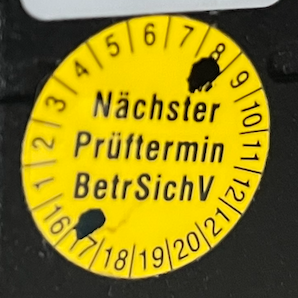 1 2 3 4 5 6 7 8 9 10 11 12
Nächster
Prüftermin
BetrSichV
16 17 18 19 20 21